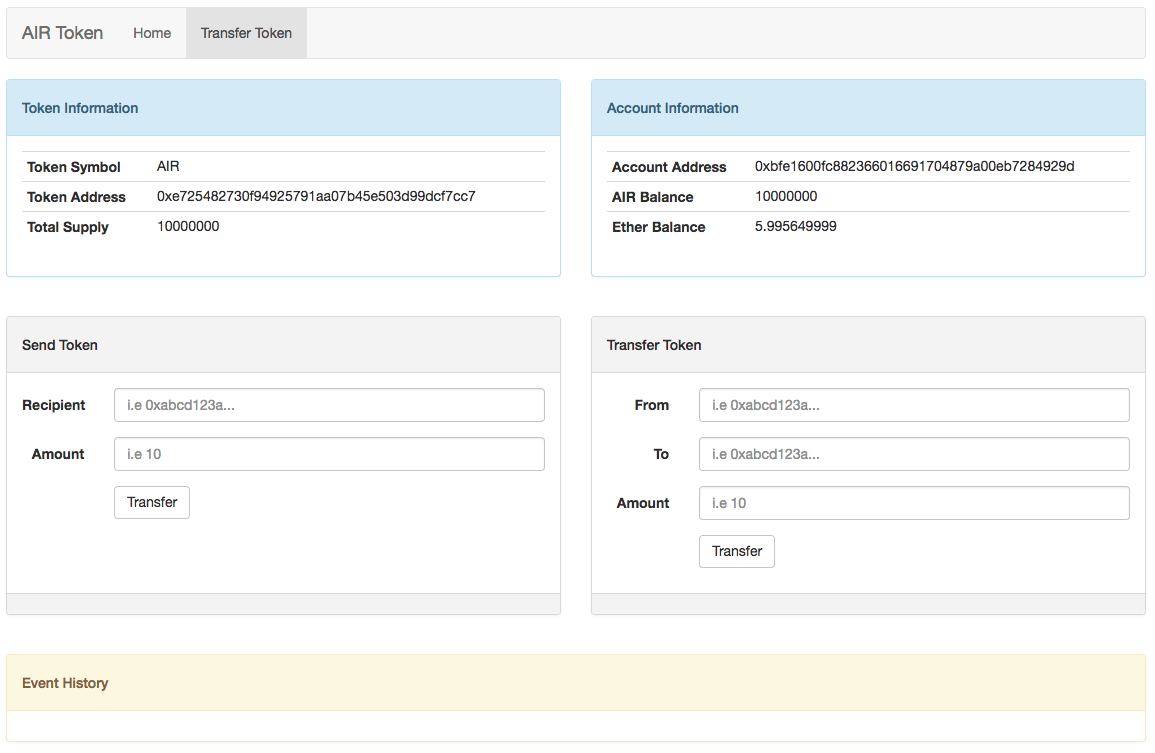 AIR Token Home Transfer Token
Token Information
Token Symbol AIR
Token Address 0xe725482730f94925791aa07b45e503d99dcf7cc7
Total Supply 10000000
Account Information
Account Address 0xbfe1600fc882366016691704879a00eb7284929d
AIR Balance 10000000
Ether Balance 5.995649999
Send Token
Recipient i.e 0xabcd123a...
Amount i.e 10
Transfer
Transfer Token
From i.e 0xabcd123a...
To i.e 0xabcd123a...
Amount i.e 10
Transfer
Event History